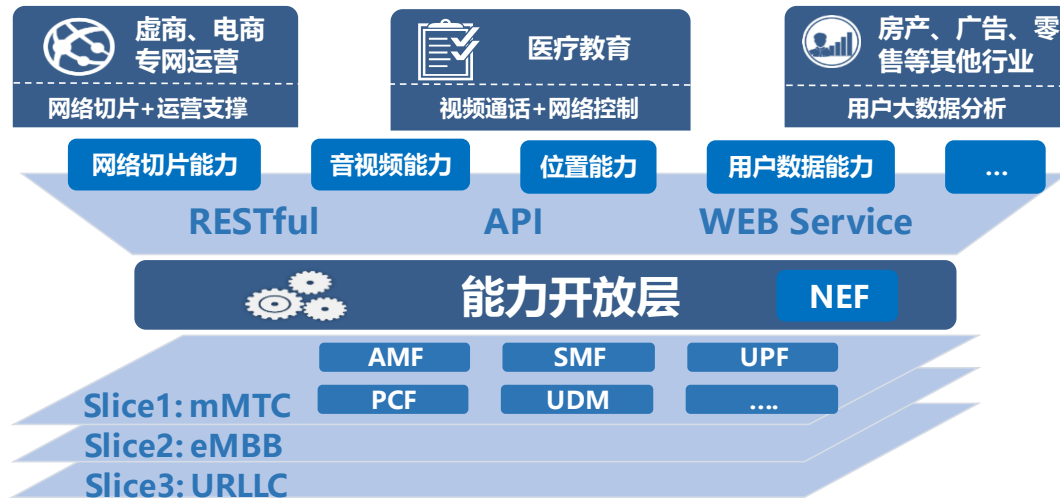 虚商、电商
专网运营
网络切片+运营支撑
医疗教育
视频通话+网络控制
房产、广告、零
售等其他行业
用户大数据分析
网络切片能力
音视频能力
位置能力
用户数据能力
...
RESTful
API
WEB Service
能力开放层
NEF
AMF
SMF
UPF
PCF
UDM
....
Slice1: mMTC
Slice2: eMBB
Slice3: URLLC